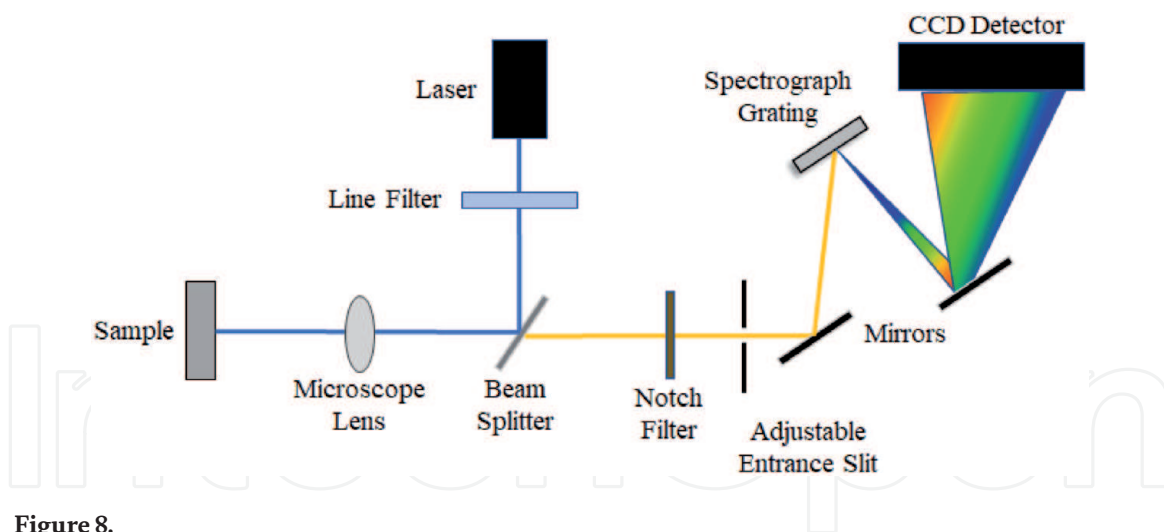 CCD Detector
Spectrograph
Grating
Laser
Line Filter
Sample
Mirrors
Microscope
Lens
Beam
Splitter
Notch
Filter
Adjustable
Entrance Slit
IntechOpen
Figure 8.